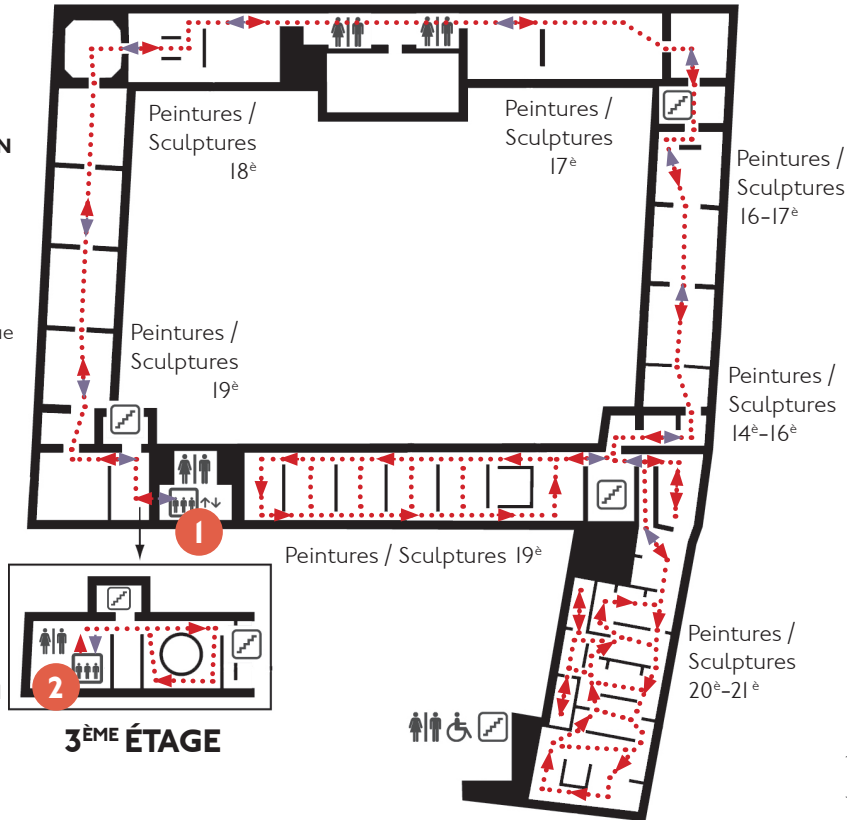 Peintures /
Sculptures
18è
Peintures /
Sculptures
17è
N
Peintures /
Sculptures
16-17è
ue
Peintures /
Sculptures
19è
Peintures /
Sculptures
14è-16è
1
Peintures / Sculptures 19è
Peintures /
Sculptures
20è-21è
2
3ÈME ÉTAGE